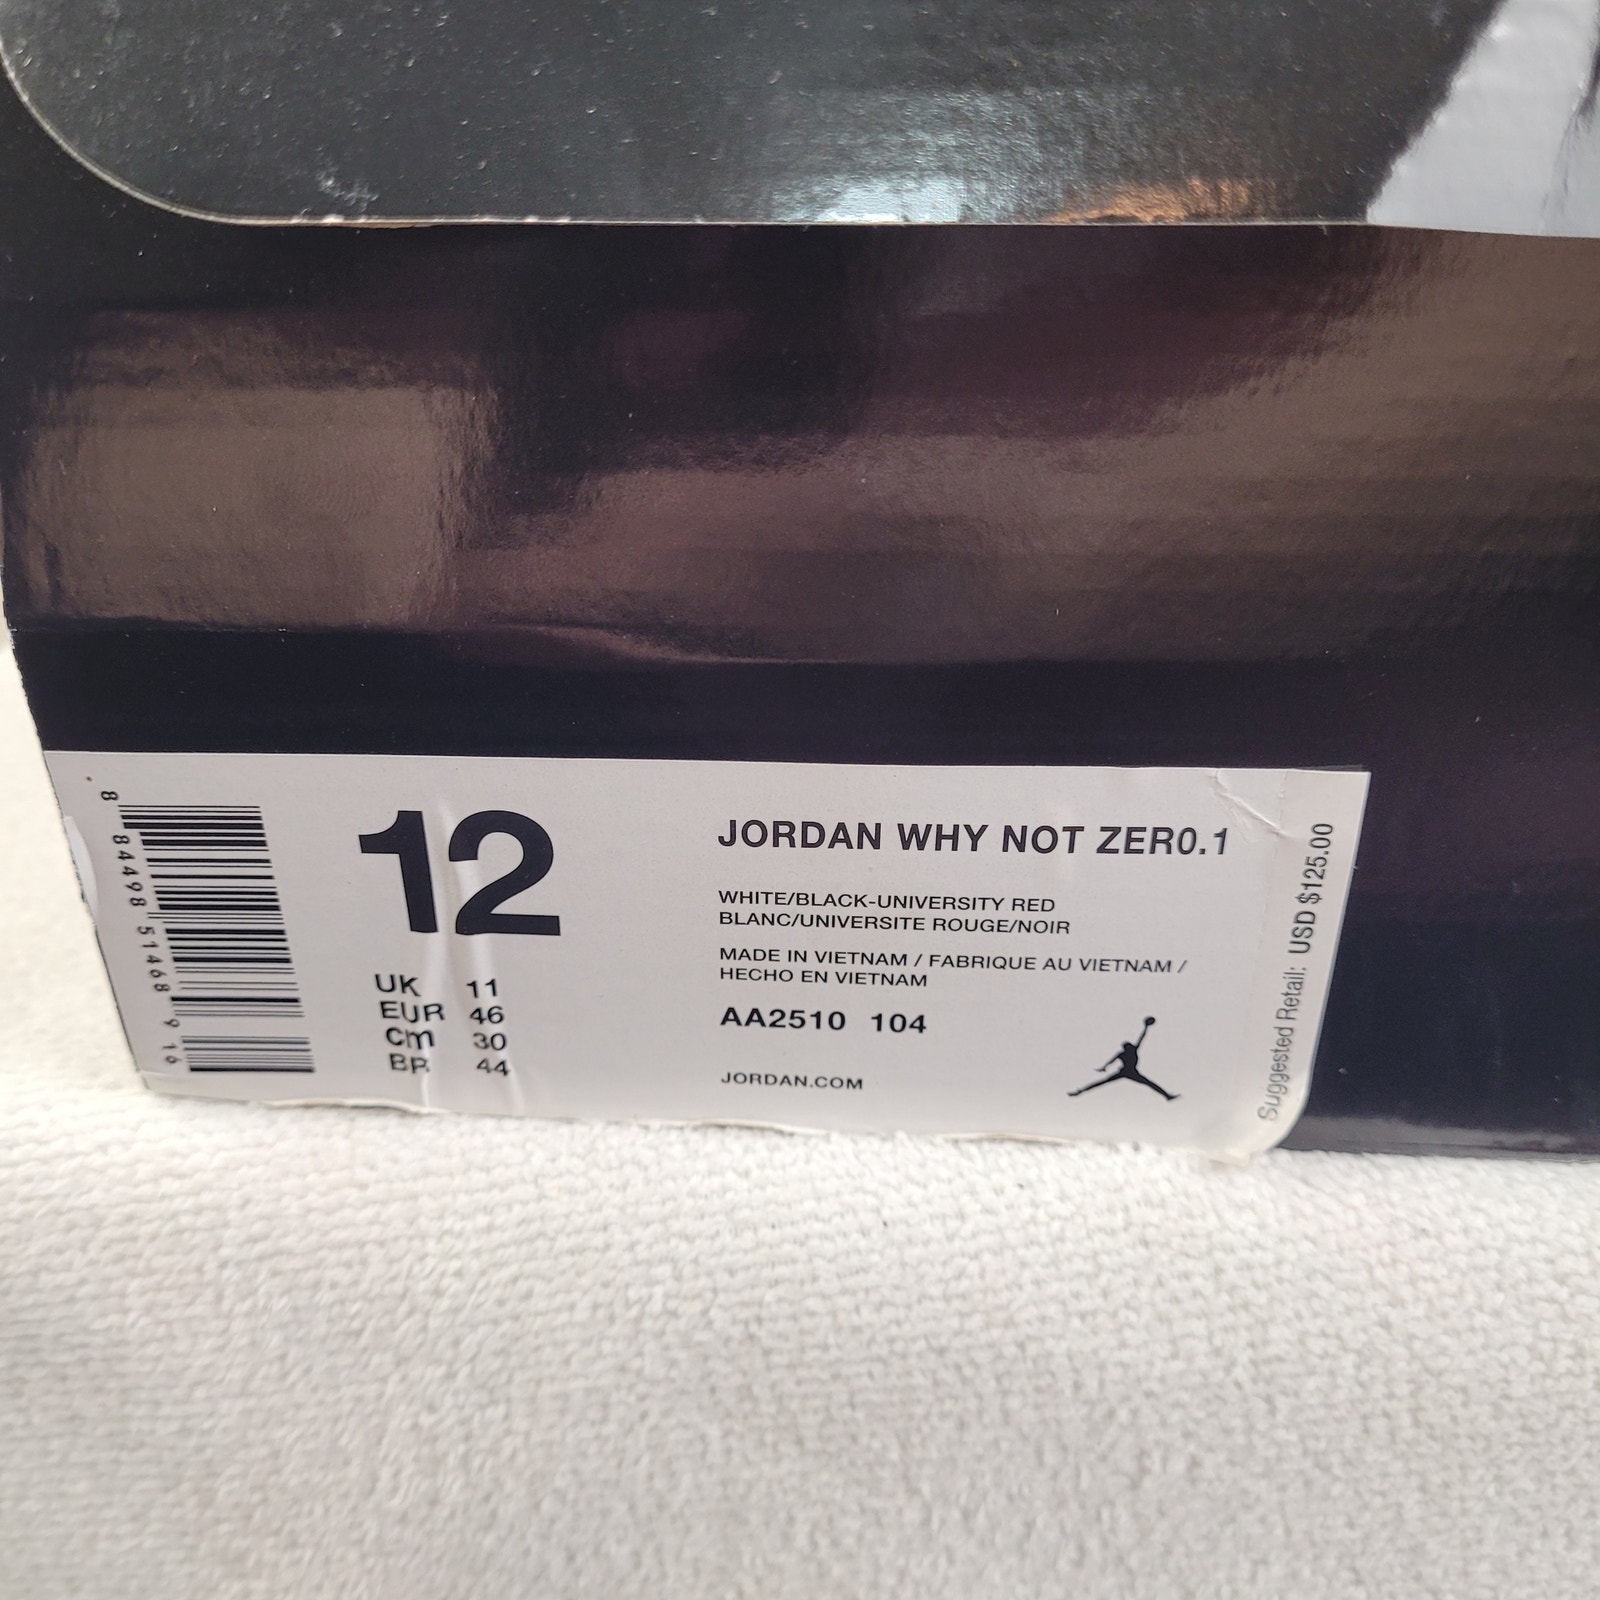 8 84498 51468 9 16
12
UK 11
EUR 46
cm 30
BR 44
JORDAN WHY NOT ZER0.1
WHITE/BLACK-UNIVERSITY RED
BLANC/UNIVERSITE ROUGE/NOIR
MADE IN VIETNAM / FABRIQUE AU VIETNAM /
HECHO EN VIETNAM
AA2510 104
JORDAN.COM
Suggested Retail: USD $125.00